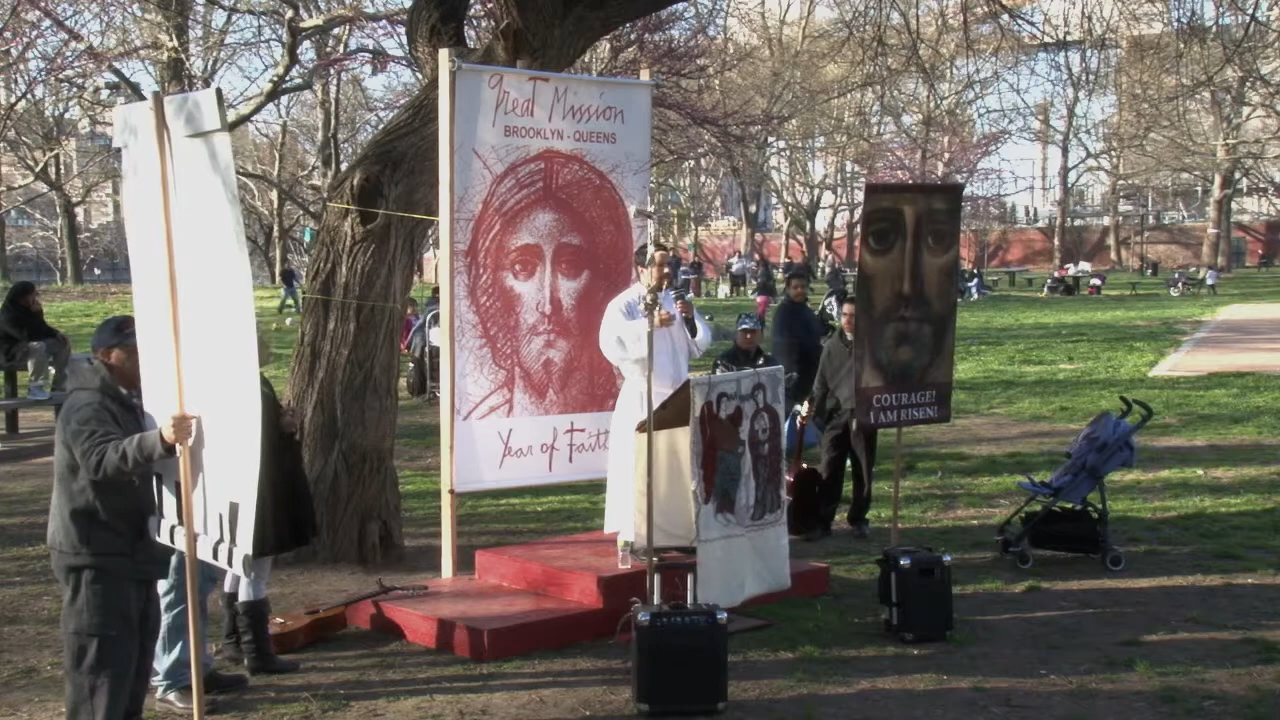 Great Mission
BROOKLYN - QUEENS
Year of Faith
COURAGE!
I AM RISEN!